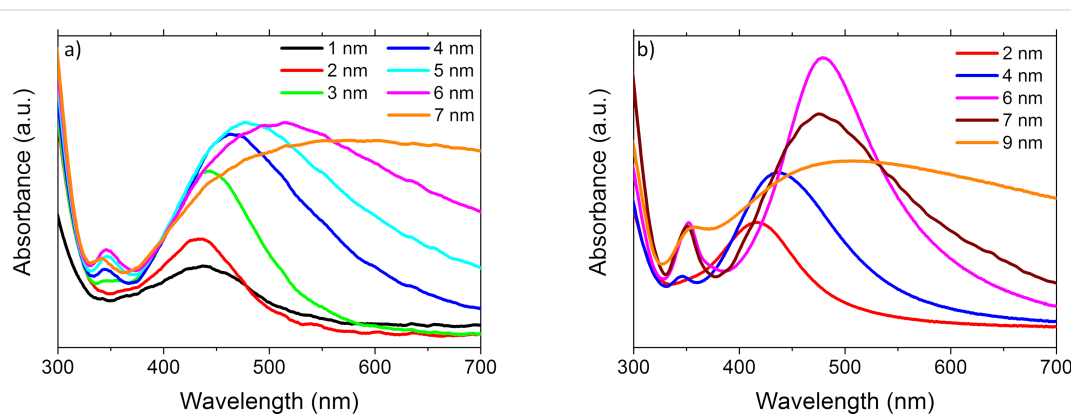 a)
1 nm
2 nm
3 nm
4 nm
5 nm
6 nm
7 nm
Absorbance (a.u.)
300 400 500 600 700
Wavelength (nm)
b)
2 nm
4 nm
6 nm
7 nm
9 nm
Absorbance (a.u.)
300 400 500 600 700
Wavelength (nm)